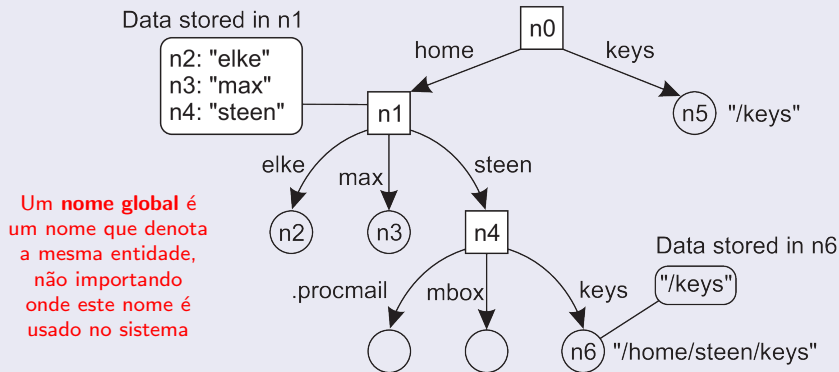 Data stored in n1
n2: "elke"
n3: "max"
n4: "steen"
n0
home
keys
n1
n5
"/keys"
elke
max
steen
n2
n3
n4
Um nome global é
um nome que denota
a mesma entidade,
não importando
onde este nome é
usado no sistema
Data stored in n6
"/keys"
.procmail
mbox
keys
n6
"/home/steen/keys"